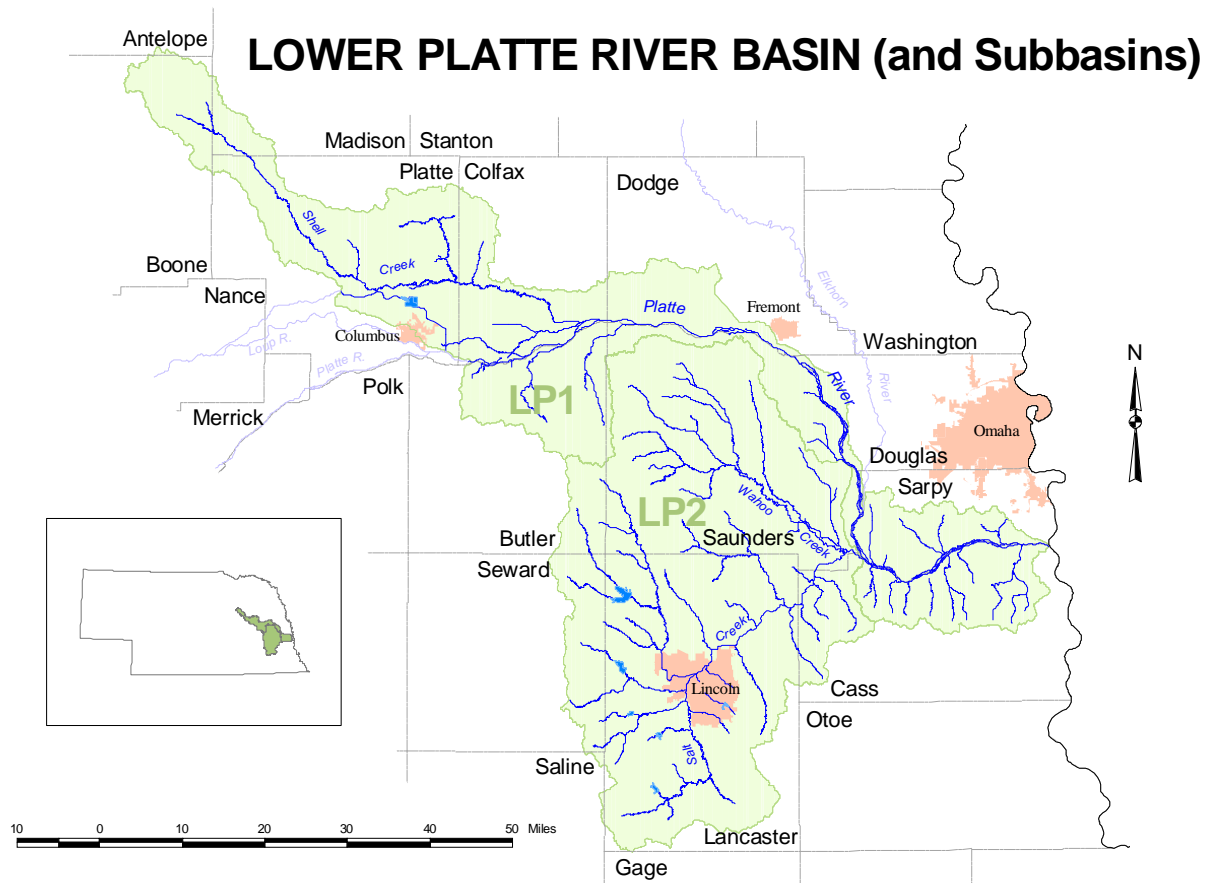 LOWER PLATTE RIVER BASIN (and Subbasins)
Antelope
Madison
Stanton
Platte
Colfax
Dodge
Shell
Creek
Boone
Nance
Elkhorn
River
Platte
River
Fremont
Columbus
Loup R.
Platte R.
Washington
N
Polk
Merrick
LP1
Omaha
Douglas
Sarpy
LP2
Wahoo
Creek
Saunders
Butler
Seward
Creek
Lincoln
Cass
Otoe
Salt
Saline
Lancaster
Gage
10 0 10 20 30 40 50 Miles